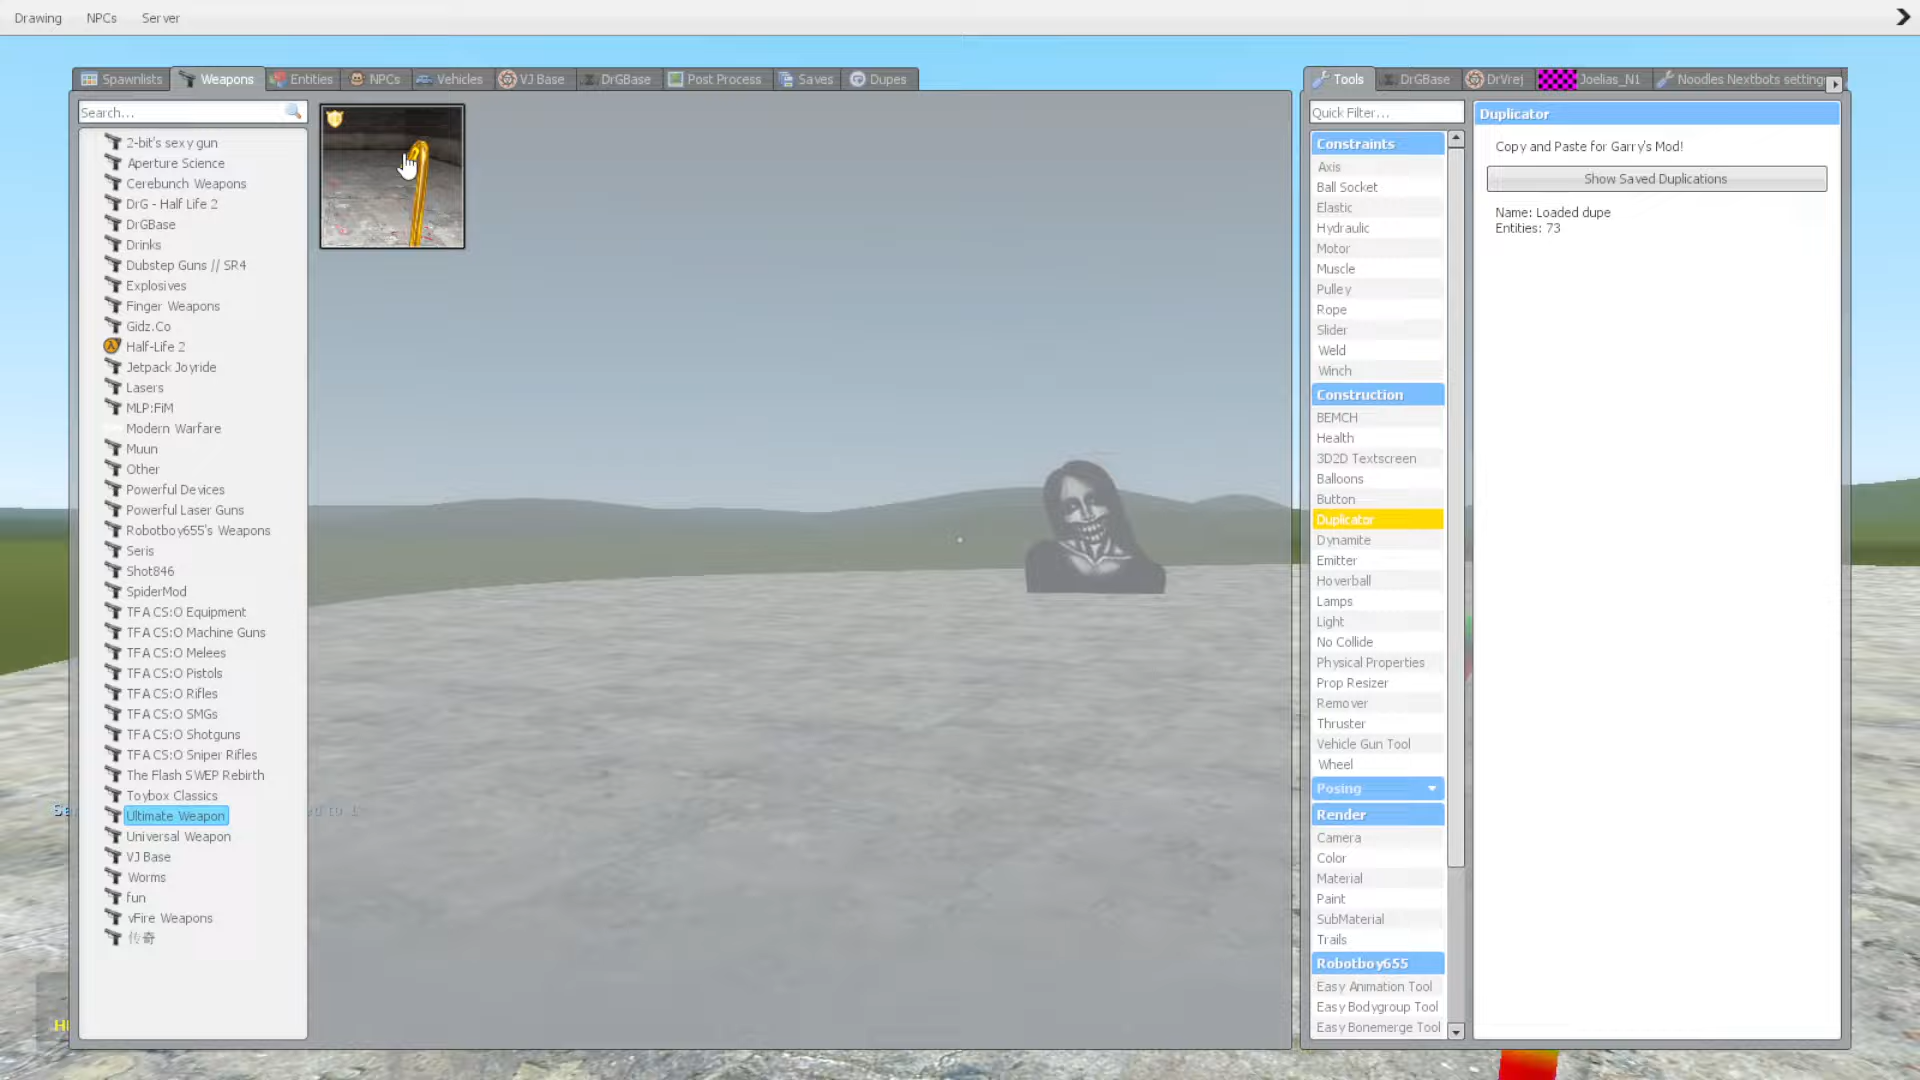 Drawing NPCs Server
Spawnlists Weapons Entities NPCs Vehicles VJ Base DrGBase Post Process Saves Dupes
Search...
2-bit's sexy gun
Aperture Science
Cerebunch Weapons
DrG - Half Life 2
DrGBase
Drinks
Dubstep Guns // SR4
Explosives
Finger Weapons
Gidz.Co
Half-Life 2
Jetpack Joyride
Lasers
MLP:FiM
Modern Warfare
Muun
Other
Powerful Devices
Powerful Laser Guns
Robotboy655's Weapons
Seris
Shot846
SpiderMod
TFA CS:O Equipment
TFA CS:O Machine Guns
TFA CS:O Melees
TFA CS:O Pistols
TFA CS:O Rifles
TFA CS:O SMGs
TFA CS:O Shotguns
TFA CS:O Sniper Rifles
The Flash SWEP Rebirth
Toybox Classics
Ultimate Weapon
Universal Weapon
VJ Base
Worms
fun
vFire Weapons
传奇
Tools DrGBase DrVrej Joelias_N1 Noodles Nextbots setting
Quick Filter...
Constraints
Axis
Ball Socket
Elastic
Hydraulic
Motor
Muscle
Pulley
Rope
Slider
Weld
Winch
Construction
BEMCH
Health
3D2D Textscreen
Balloons
Button
Duplicator
Dynamite
Emitter
Hoverball
Lamps
Light
No Collide
Physical Properties
Prop Resizer
Remover
Thruster
Vehicle Gun Tool
Wheel
Posing
Render
Camera
Color
Material
Paint
SubMaterial
Trails
Robotboy655
Easy Animation Tool
Easy Bodygroup Tool
Easy Bonemerge Tool
Duplicator
Copy and Paste for Garry's Mod!
Show Saved Duplications
Name: Loaded dupe
Entities: 73